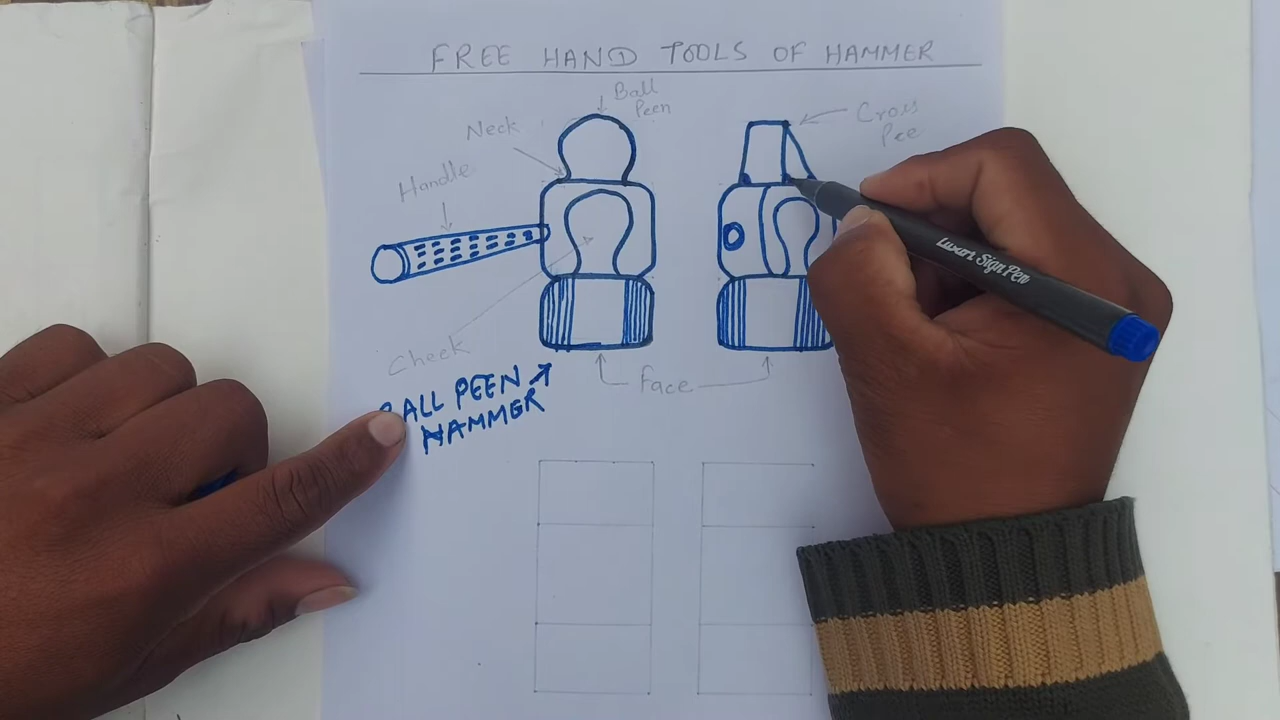 FREE HAND TOOLS OF HAMMER
Ball
Peen
Neck
Cross
Pee
Handle
Cheek
Face
BALL PEEN
HAMMER
Luxor Sign Pen